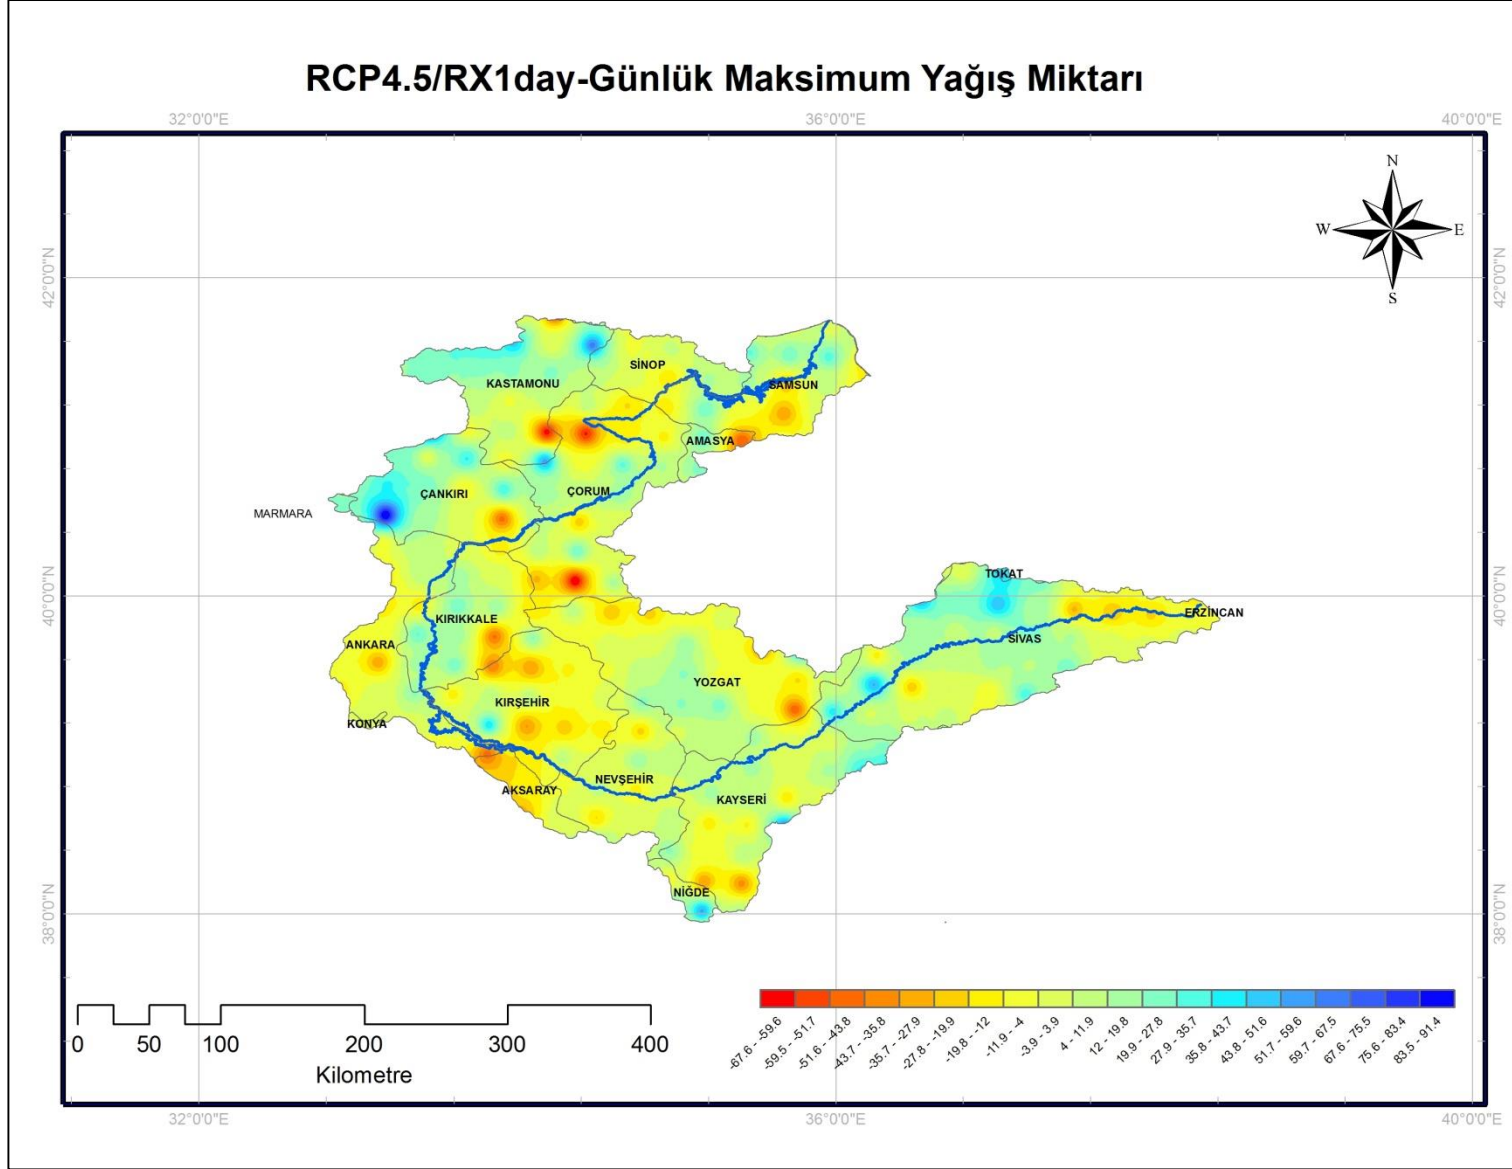 RCP4.5/RX1day-Günlük Maksimum Yağış Miktarı
32°0'0"E 36°0'0"E 40°0'0"E
N
W E
S
42°0'0"N 42°0'0"N
SİNOP
KASTAMONU
SAMSUN
AMASYA
ÇANKIRI
ÇORUM
MARMARA
TOKAT
40°0'0"N 40°0'0"N
ERZİNCAN
KIRIKKALE
SİVAS
ANKARA
YOZGAT
KIRŞEHİR
KONYA
NEVŞEHİR
AKSARAY
KAYSERİ
NİĞDE
38°0'0"N 38°0'0"N
0 50 100 200 300 400
Kilometre
-67.6 - -59.6
-59.5 - -51.7
-51.6 - -43.8
-43.7 - -35.8
-35.7 - -27.9
-27.8 - -19.9
-19.8 - -12
-11.9 - -4
-3.9 - 3.9
4 - 11.9
12 - 19.8
19.9 - 27.8
27.9 - 35.7
35.8 - 43.7
43.8 - 51.6
51.7 - 59.6
59.7 - 67.5
67.6 - 75.5
75.6 - 83.4
83.5 - 91.4
32°0'0"E 36°0'0"E 40°0'0"E